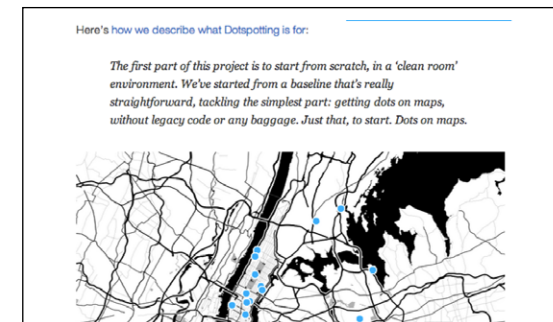 Here's how we describe what Dotspotting is for:
The first part of this project is to start from scratch, in a 'clean room'
environment. We've started from a baseline that's really
straightforward, tackling the simplest part: getting dots on maps,
without legacy code or any baggage. Just that, to start. Dots on maps.